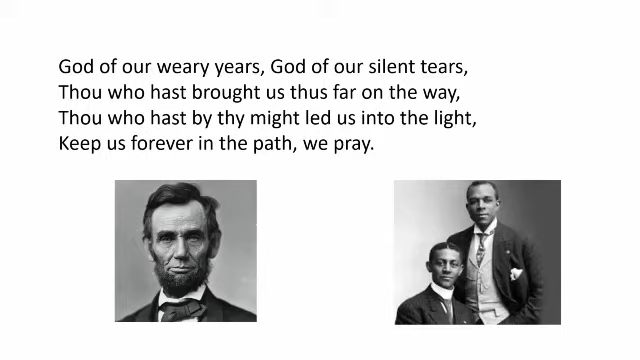 God of our weary years, God of our silent tears,
Thou who hast brought us thus far on the way,
Thou who hast by thy might led us into the light,
Keep us forever in the path, we pray.